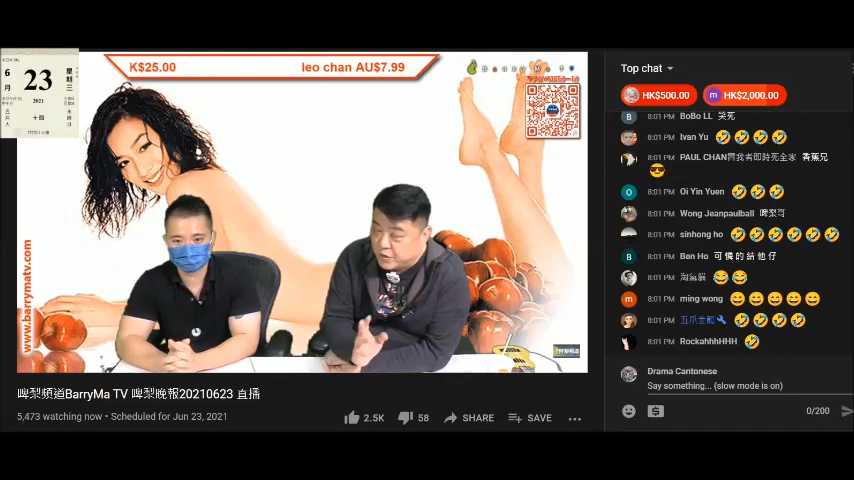 6
月
23
星期三
2021
十四
K$25.00
leo chan AU$7.99
www.barrymatv.com
啤梨頻道BarryMa TV 啤梨晚報20210623 直播
5,473 watching now • Scheduled for Jun 23, 2021
2.5K
58
SHARE
SAVE
Top chat
HK$500.00
m HK$2,000.00
B 8:01 PM BoBo LL 笑死
8:01 PM Ivan Yu 🤣🤣🤣🤣
8:01 PM PAUL CHAN冒我者即時死全家 香蕉兄
😎
O 8:01 PM Oi Yin Yuen 🤣🤣🤣
8:01 PM Wong Jeanpaulball 啤梨哥
8:01 PM sinhong ho 🤣🤣🤣🤣🤣🤣
B 8:01 PM Ben Ho 可憐的結他仔
8:01 PM 淘氣貓 😂😂
m 8:01 PM ming wong 😄😄😄😄😄
8:01 PM 五爪金龍 🤣🤣🤣🤣
8:01 PM RockahhhHHH 🤣
Drama Cantonese
Say something... (slow mode is on)
0/200